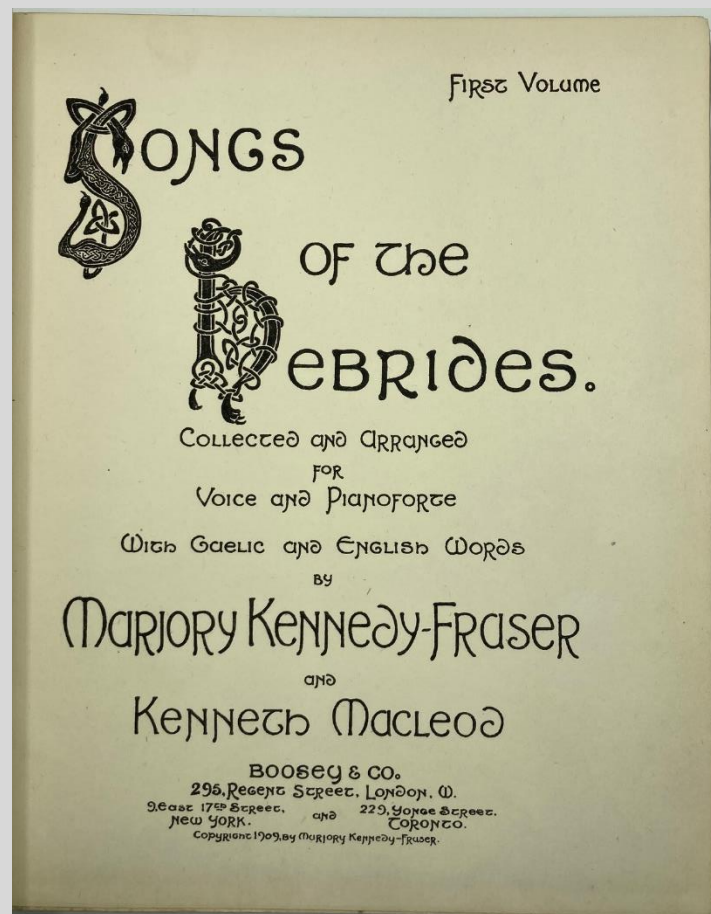 First Volume
Songs
of the
Hebrides.
Collected and Arranged
for
Voice and Pianoforte
With Gaelic and English Words
by
Marjory Kennedy-Fraser
and
Kenneth Macleod
Boosey & Co.
295, Regent Street, London, W.
9, East 17th Street, and 229, Yonge Street.
New York. Toronto.
Copyright 1909, by Marjory Kennedy-Fraser.